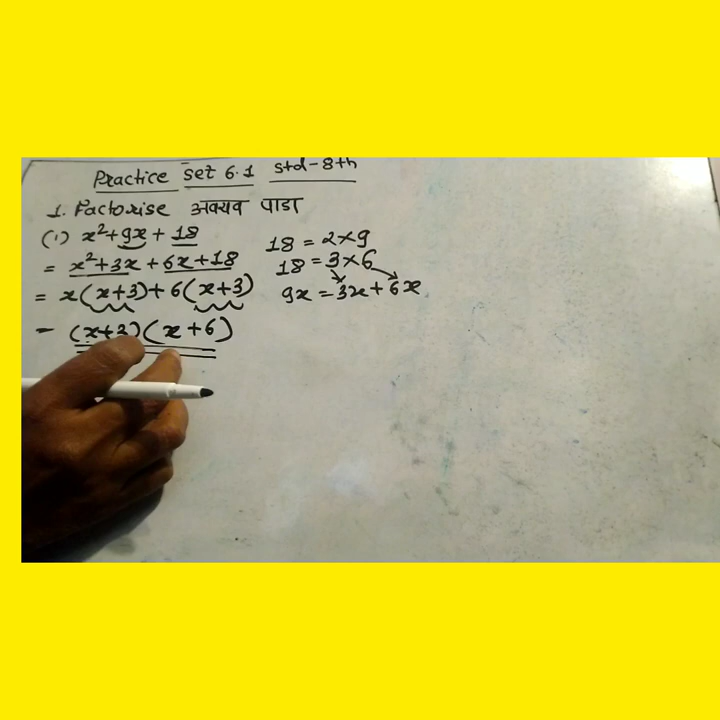 Practice Set 6.1 std-8th
1. Factorise अवयव पाडा
(1) x²+9x+18
= x²+3x+6x+18
= x(x+3)+6(x+3)
= (x+3)(x+6)
18=2×9
18=3×6
9x=3x+6x